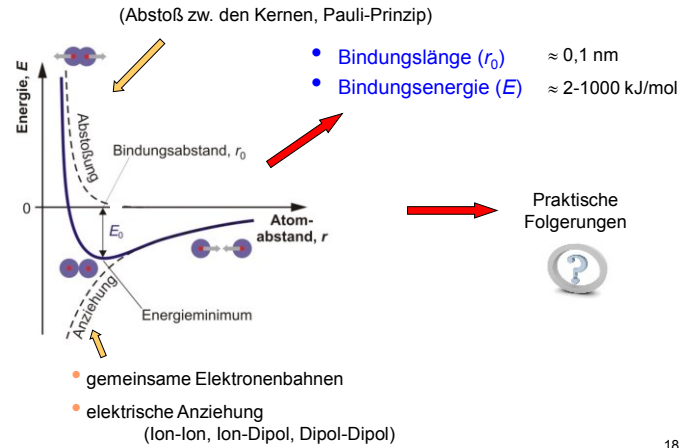 (Abstoß zw. den Kernen, Pauli-Prinzip)
Energie, E
Abstoßung
Bindungsabstand, r0
0
E0
Atom-
abstand, r
Anziehung
Energieminimum
• Bindungslänge (r0) ≈ 0,1 nm
• Bindungsenergie (E) ≈ 2-1000 kJ/mol
Praktische
Folgerungen
?
• gemeinsame Elektronenbahnen
• elektrische Anziehung
(Ion-Ion, Ion-Dipol, Dipol-Dipol)
18